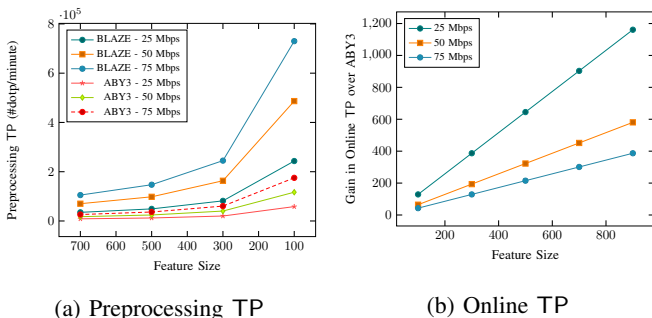 ·10^5
8
6
4
2
0
700 600 500 400 300 200 100
Feature Size
Preprocessing TP (#dotp/minute)
BLAZE - 25 Mbps
BLAZE - 50 Mbps
BLAZE - 75 Mbps
ABY3 - 25 Mbps
ABY3 - 50 Mbps
ABY3 - 75 Mbps
(a) Preprocessing TP
1,200
1,000
800
600
400
200
0
200 400 600 800
Feature Size
Gain in Online TP over ABY3
25 Mbps
50 Mbps
75 Mbps
(b) Online TP